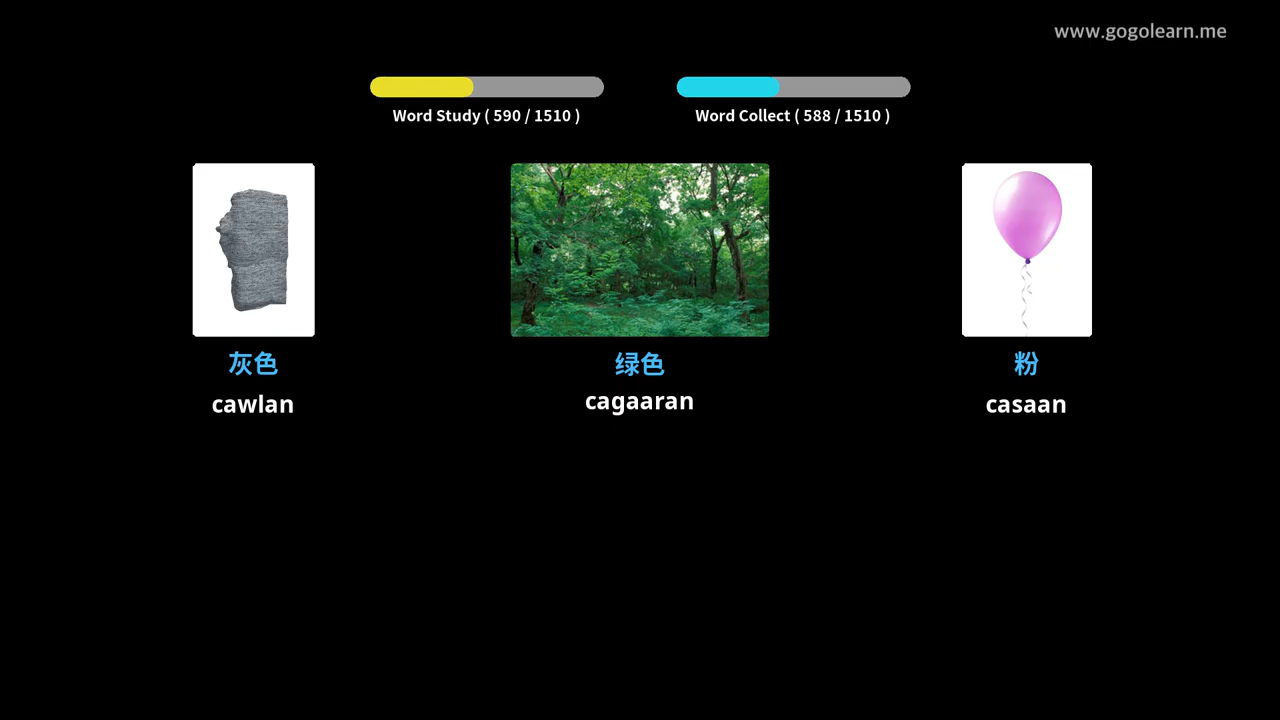 www.gogolearn.me
Word Study ( 590 / 1510 )
Word Collect ( 588 / 1510 )
灰色
绿色
粉
cawlan
cagaaran
casaan